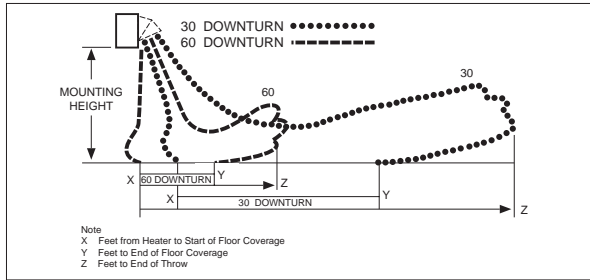 30 DOWNTURN
60 DOWNTURN
MOUNTING
HEIGHT
60
30
X 60 DOWNTURN Y Z
X 30 DOWNTURN Y Z
Note
X Feet from Heater to Start of Floor Coverage
Y Feet to End of Floor Coverage
Z Feet to End of Throw